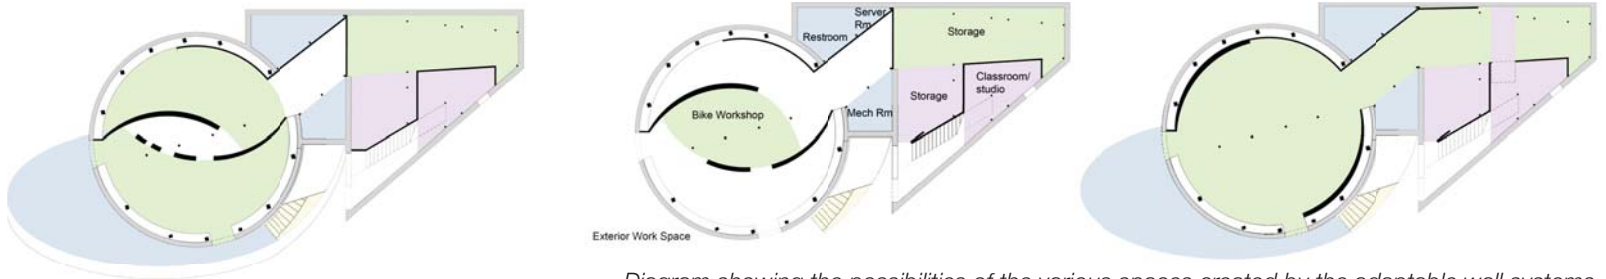 Server
Rm
Restroom
Storage
Classroom/
studio
Storage
Bike Workshop
Mech Rm
Exterior Work Space
Diagram showing the possibilities of the various spaces created by the adaptable wall systems